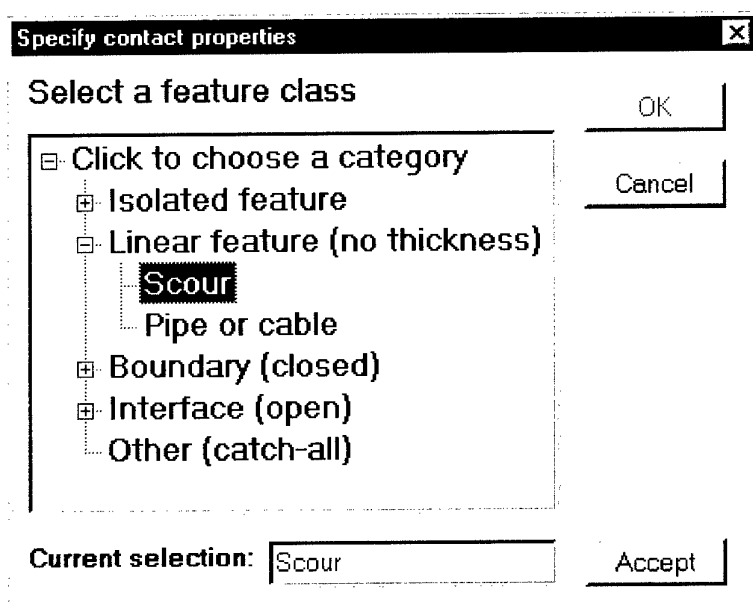 Specify contact properties
Select a feature class
OK
Click to choose a category
Cancel
Isolated feature
Linear feature (no thickness)
Scour
Pipe or cable
Boundary (closed)
Interface (open)
Other (catch-all)
Current selection: Scour
Accept